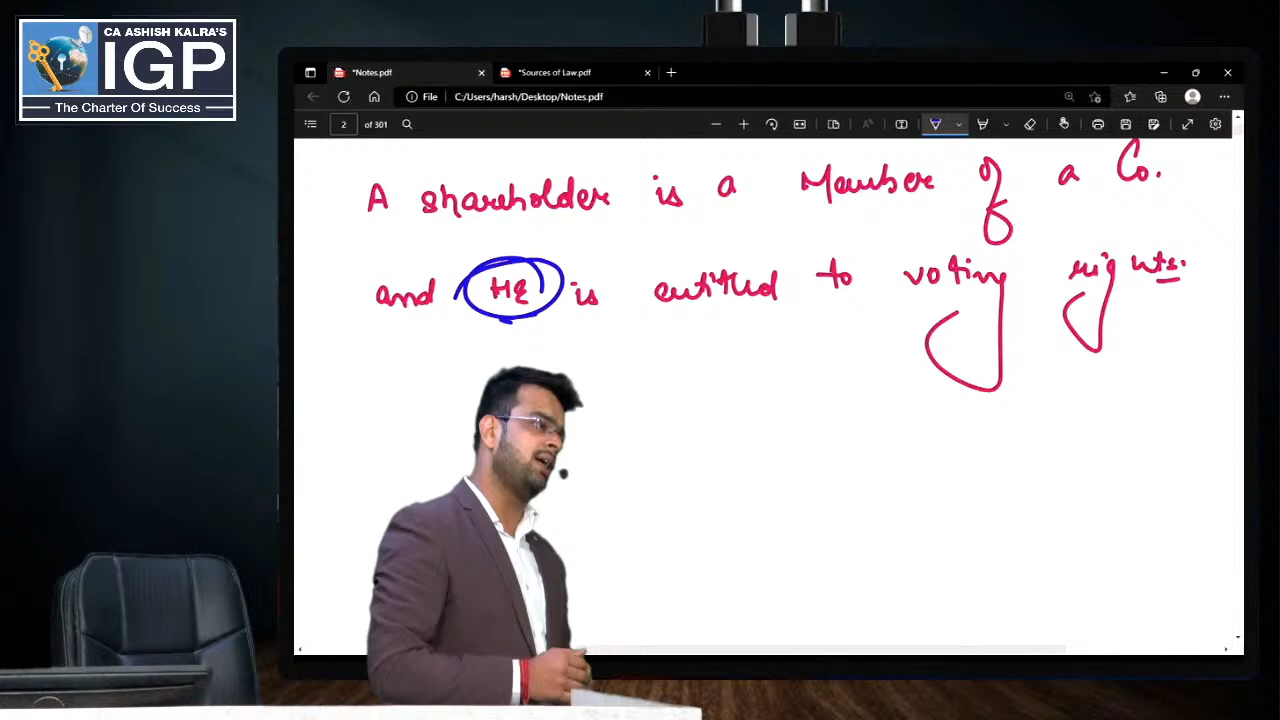 CA ASHISH KALRA'S
IGP
The Charter Of Success
*Notes.pdf
*Sources of Law.pdf
File C:/Users/harsh/Desktop/Notes.pdf
2 of 301
A shareholder is a Member of a Co.
and HE is entitled to voting rights.